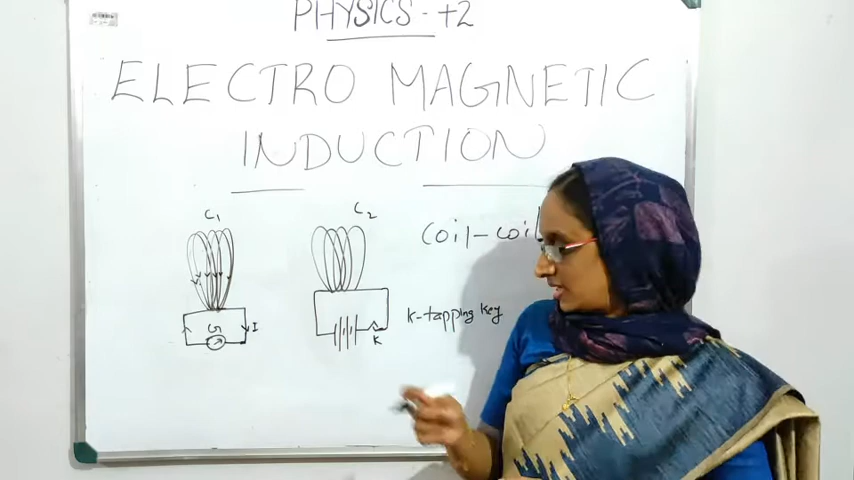 PHYSICS - +2
ELECTRO MAGNETIC
INDUCTION
C1
C2
Coil - coil
G
I
K
K-tapping key